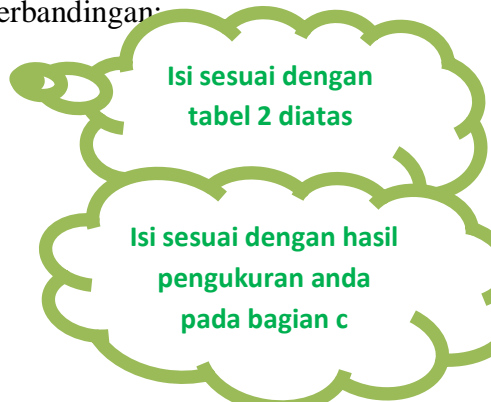 erbandingan:
Isi sesuai dengan
tabel 2 diatas
Isi sesuai dengan hasil
pengukuran anda
pada bagian c